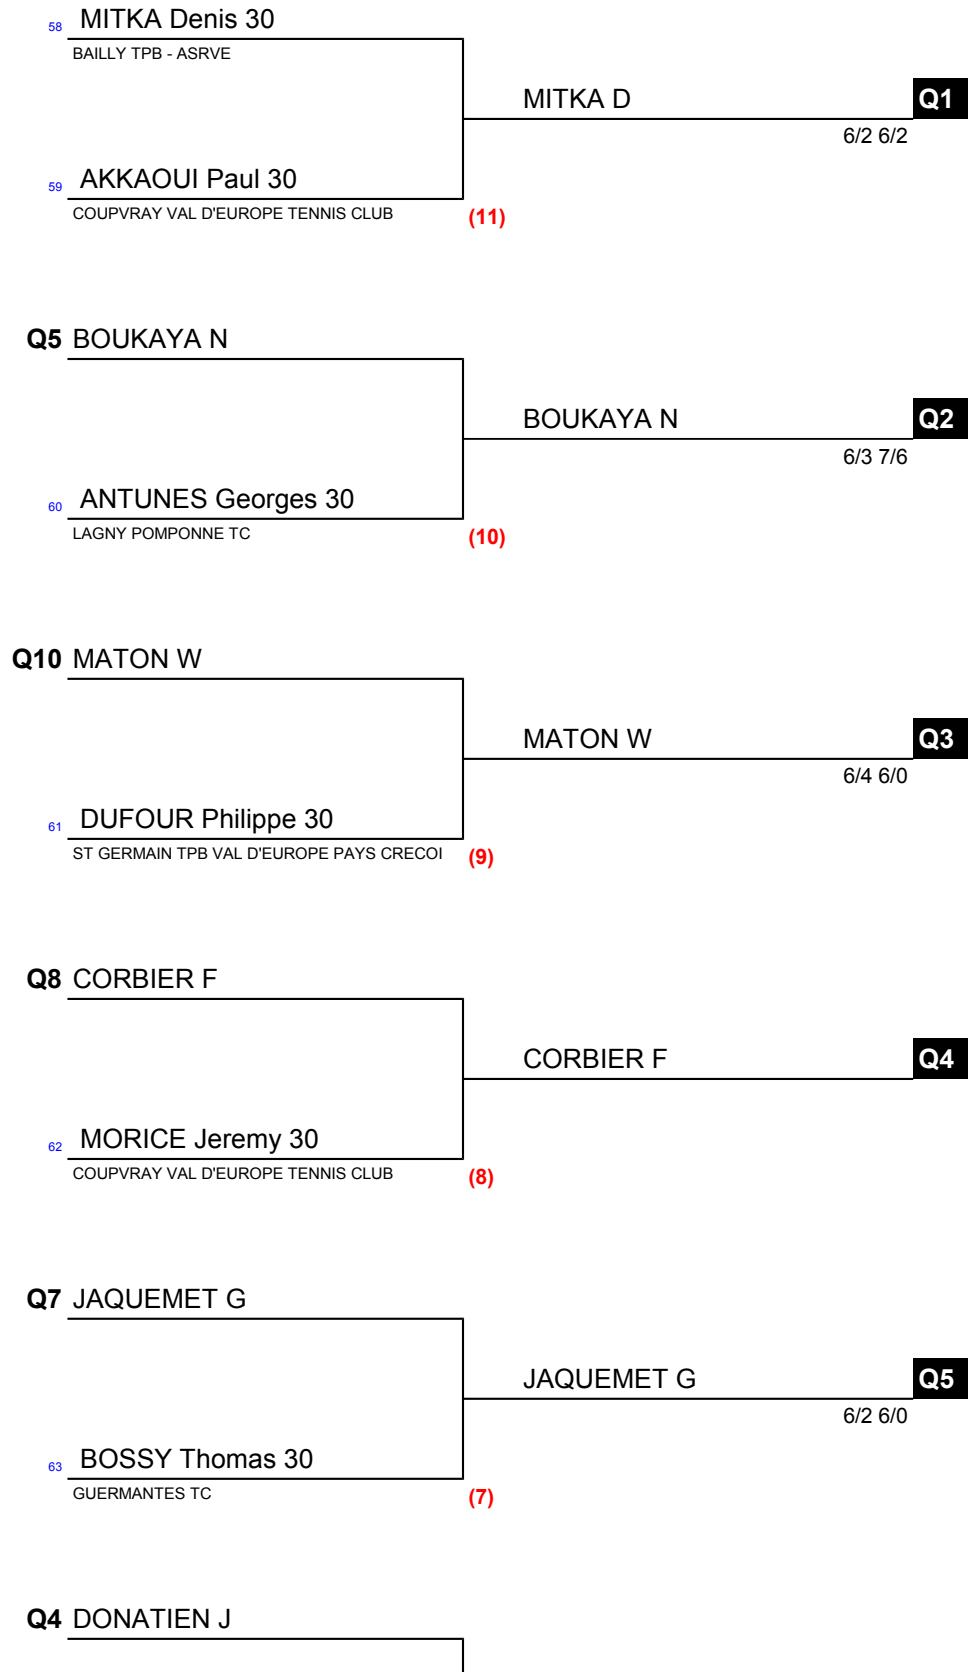 58 MITKA Denis 30
BAILLY TPB - ASRVE
MITKA D Q1
6/2 6/2
59 AKKAOUI Paul 30
COUPVRAY VAL D'EUROPE TENNIS CLUB (11)
Q5 BOUKAYA N
BOUKAYA N Q2
6/3 7/6
60 ANTUNES Georges 30
LAGNY POMPONNE TC (10)
Q10 MATON W
MATON W Q3
6/4 6/0
61 DUFOUR Philippe 30
ST GERMAIN TPB VAL D'EUROPE PAYS CRECOI (9)
Q8 CORBIER F
CORBIER F Q4
62 MORICE Jeremy 30
COUPVRAY VAL D'EUROPE TENNIS CLUB (8)
Q7 JAQUEMET G
JAQUEMET G Q5
6/2 6/0
63 BOSSY Thomas 30
GUERMANTES TC (7)
Q4 DONATIEN J